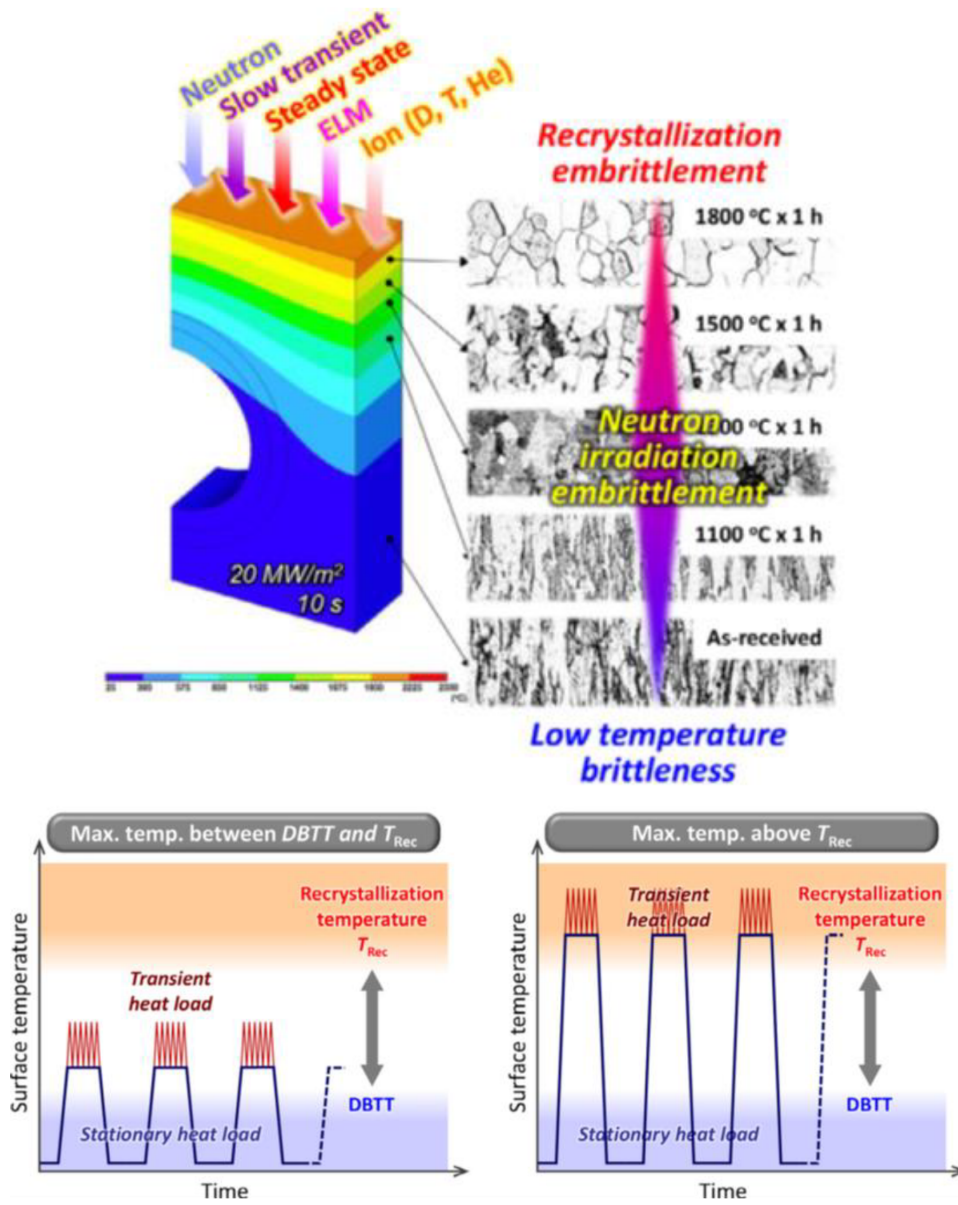 Neutron
Slow transient
Steady state
ELM
Ion (D, T, He)
Recrystallization
embrittlement
1800 °C x 1 h
1500 °C x 1 h
°C x 1 h
Neutron
irradiation
embrittlement
1100 °C x 1 h
As-received
20 MW/m²
10 s
Low temperature
brittleness
Max. temp. between DBTT and TRec
Surface temperature
Recrystallization
temperature
TRec
Transient
heat load
DBTT
Stationary heat load
Time
Max. temp. above TRec
Surface temperature
Transient
heat load
Recrystallization
temperature
TRec
DBTT
Stationary heat load
Time